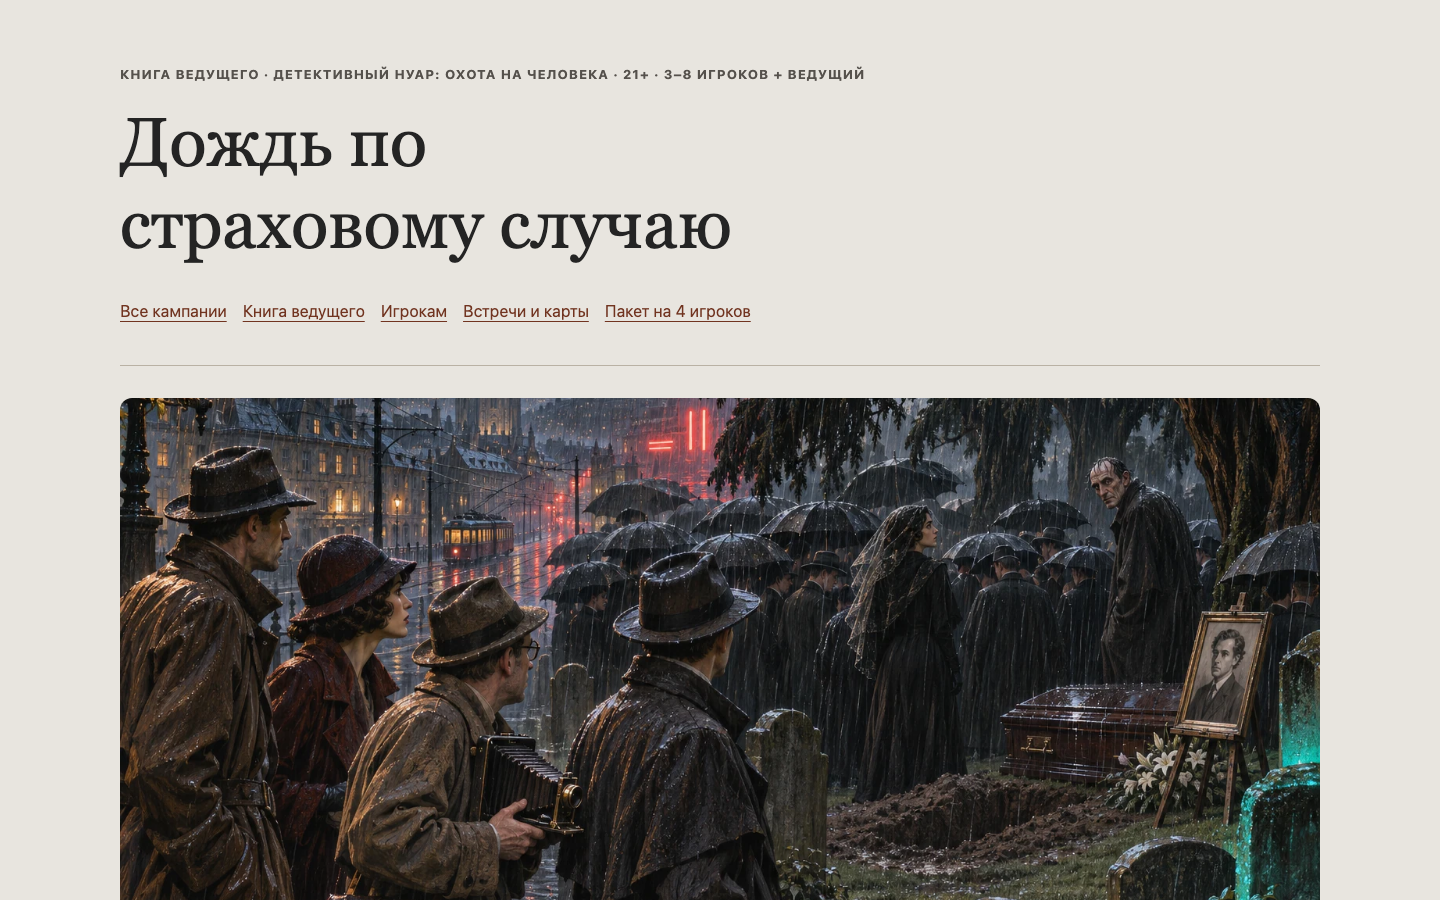 КНИГА ВЕДУЩЕГО · ДЕТЕКТИВНЫЙ НУАР: ОХОТА НА ЧЕЛОВЕКА · 21+ · 3–8 ИГРОКОВ + ВЕДУЩИЙ
Дождь по
страховому случаю
Все кампании Книга ведущего Игрокам Встречи и карты Пакет на 4 игроков